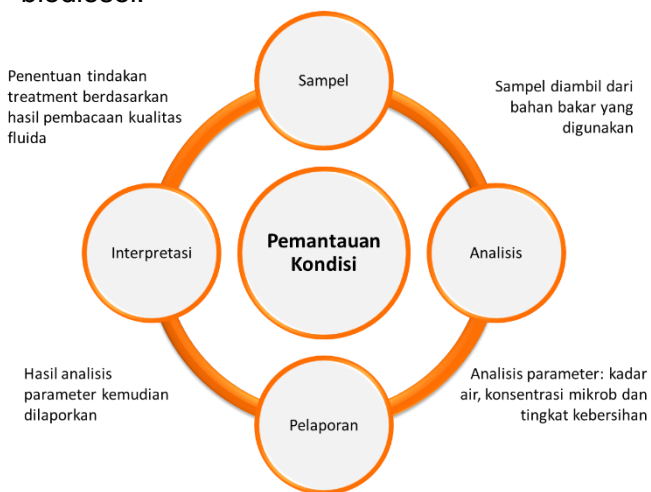 biodiesel.
Sampel
Penentuan tindakan
treatment berdasarkan
hasil pembacaan kualitas
fluida
Sampel diambil dari
bahan bakar yang
digunakan
Interpretasi
Pemantauan
Kondisi
Analisis
Hasil analisis
parameter kemudian
dilaporkan
Analisis parameter: kadar
air, konsentrasi mikrob dan
tingkat kebersihan
Pelaporan